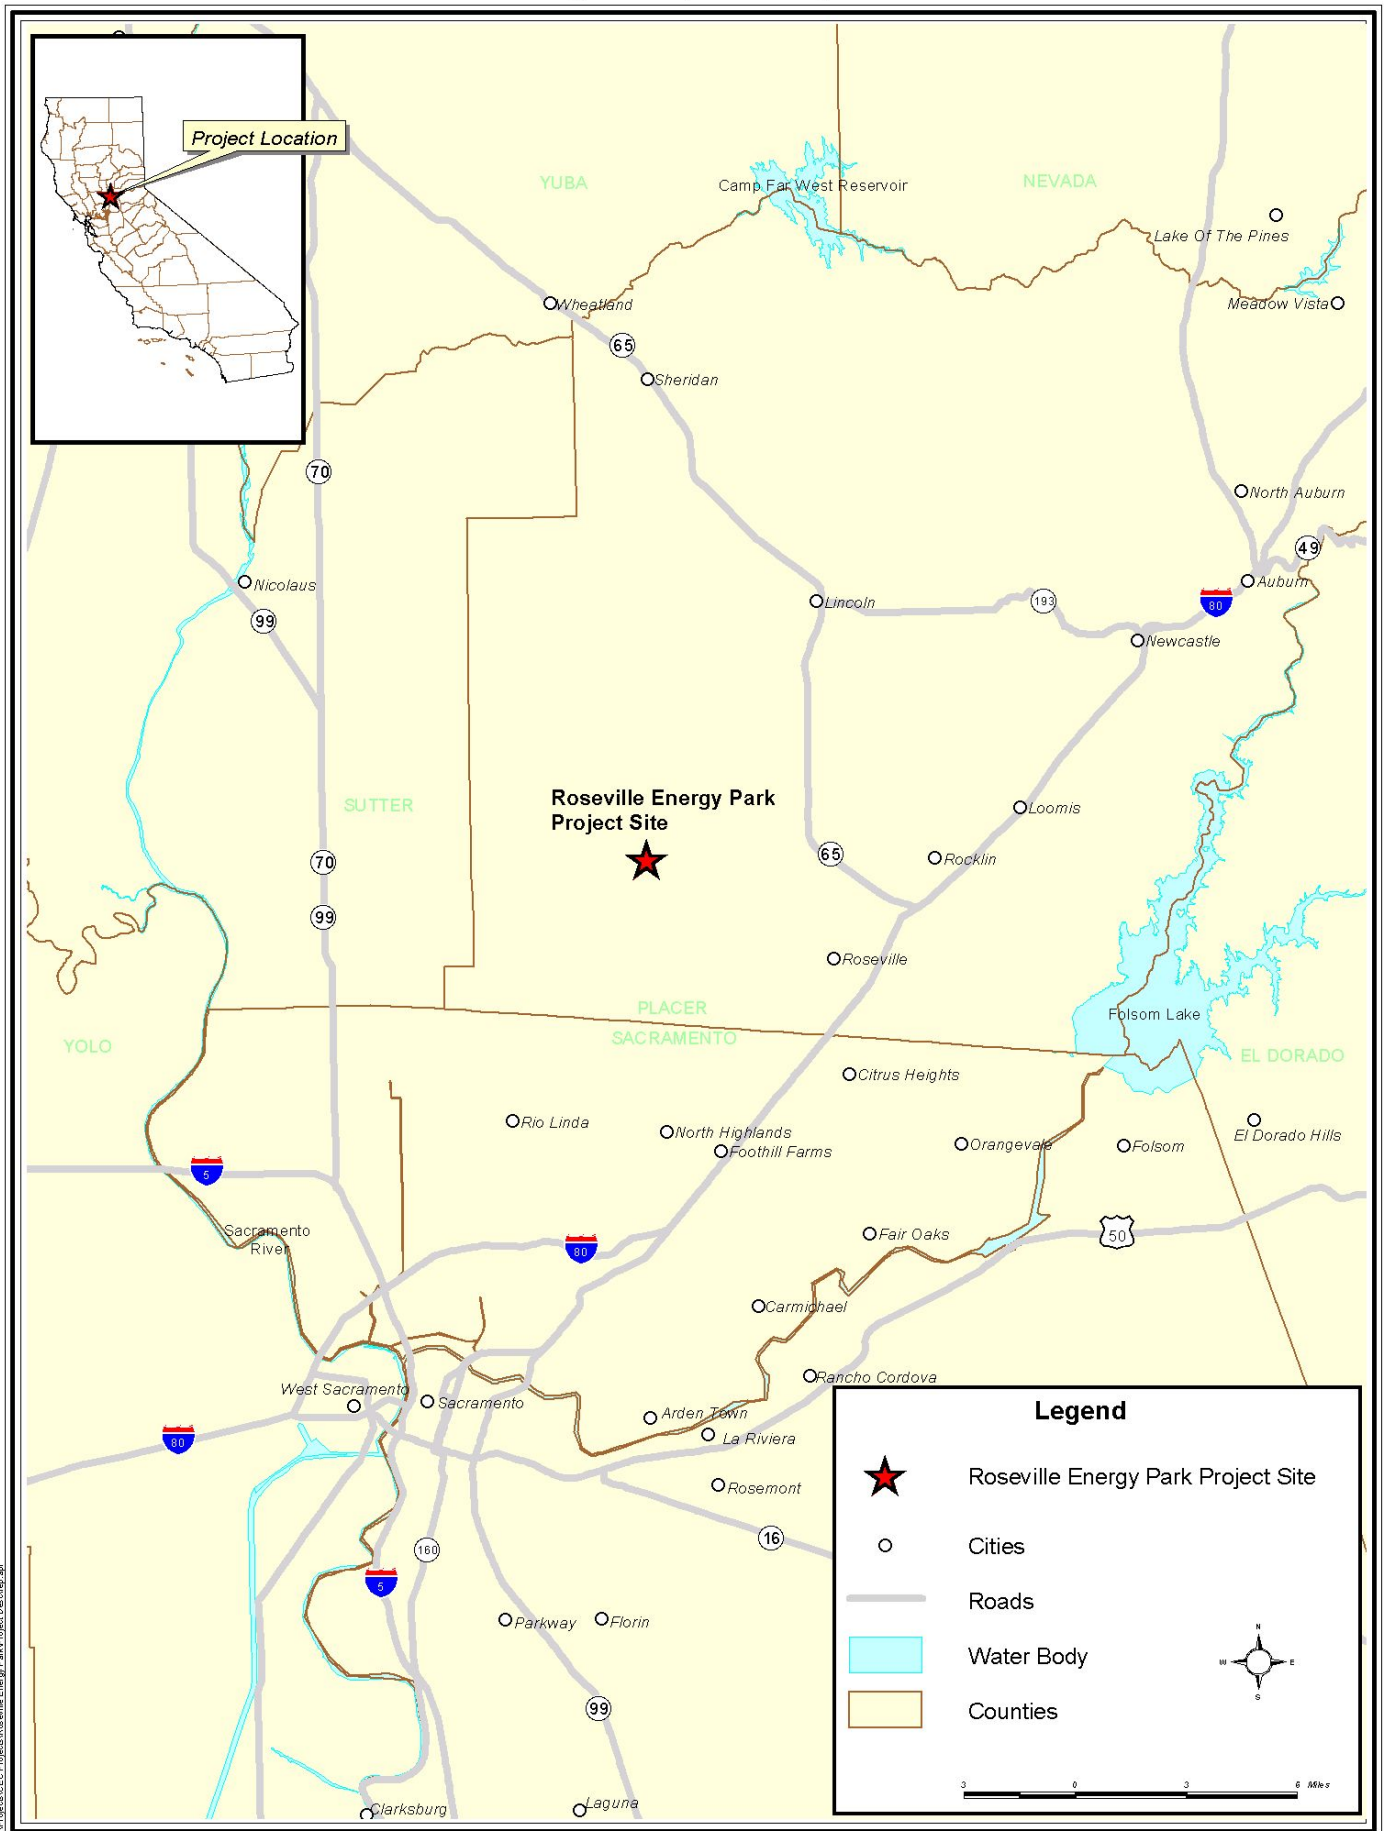 Project Location
YUBA
Camp Far West Reservoir
NEVADA
Lake Of The Pines
Wheatland
Meadow Vista
65
Sheridan
70
North Auburn
49
Nicolaus
Auburn
99
Lincoln
193
80
Newcastle
SUTTER
Roseville Energy Park
Project Site
Loomis
70
65
Rocklin
99
Roseville
PLACER
Folsom Lake
YOLO
SACRAMENTO
EL DORADO
Citrus Heights
Rio Linda
North Highlands
Foothill Farms
Orangevale
Folsom
El Dorado Hills
5
Sacramento
River
80
Fair Oaks
50
Carmichael
West Sacramento
Sacramento
Rancho Cordova
Arden Town
La Riviera
80
Rosemont
16
160
5
Parkway
Florin
99
Clarksburg
Laguna
Legend
Roseville Energy Park Project Site
Cities
Roads
Water Body
Counties
N
W
E
S
3 0 3 6 Miles